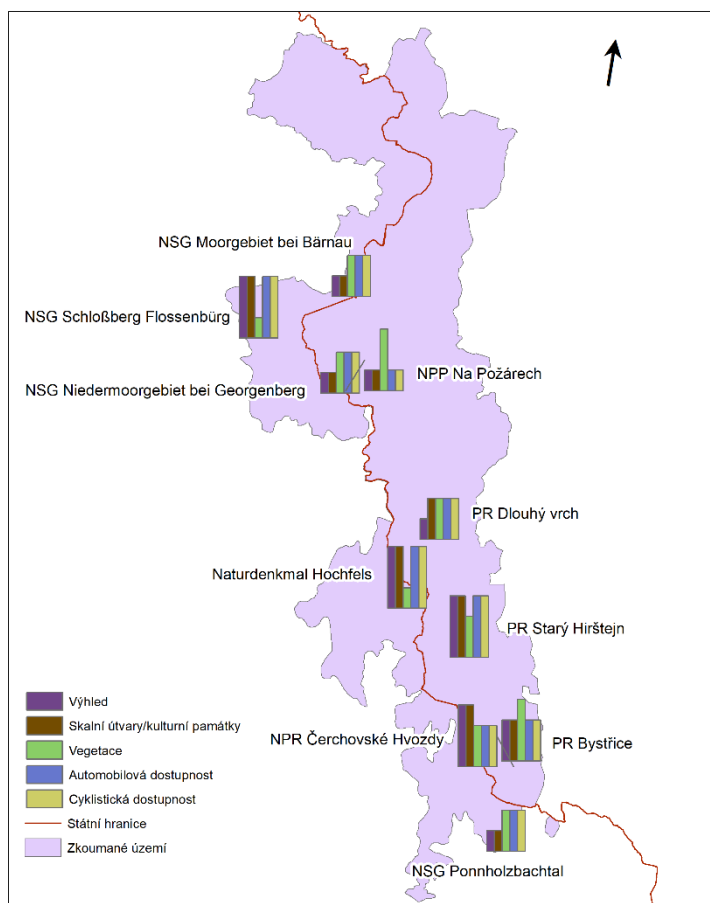 NSG Moorgebiet bei Bärnau
NSG Schloßberg Flossenbürg
NSG Niedermoorgebiet bei Georgenberg
NPP Na Požárech
PR Dlouhý vrch
Naturdenkmal Hochfels
PR Starý Hirštejn
NPR Čerchovské Hvozdy
PR Bystřice
NSG Ponnholzbachtal
Výhled
Skalní útvary/kulturní památky
Vegetace
Automobilová dostupnost
Cyklistická dostupnost
Státní hranice
Zkoumané území